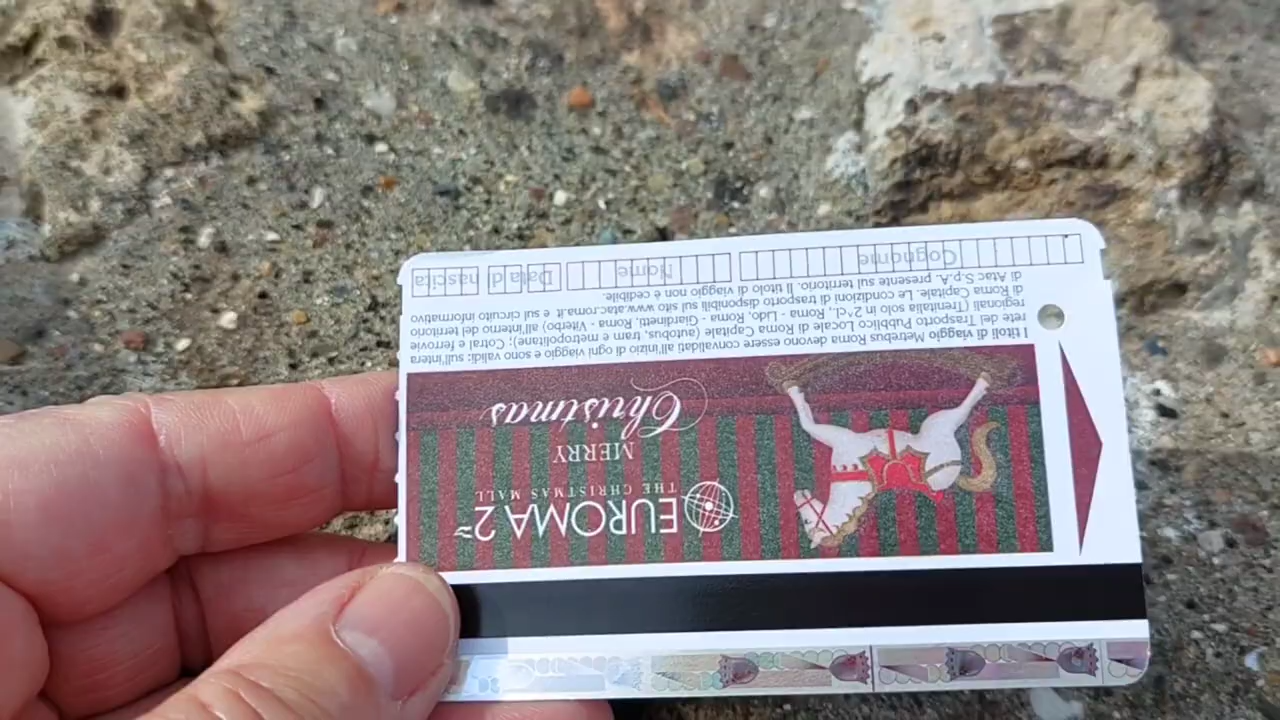 I titoli di viaggio Metrebus Roma devono essere convalidati all'inizio di ogni viaggio e sono validi: sull'intera
rete del Trasporto Pubblico Locale di Roma Capitale (autobus, tram e metropolitane); Cotral e ferrovie
regionali (Trenitalia solo in 2^cl., Roma - Lido, Roma - Giardinetti, Roma - Viterbo) all'interno del territorio
di Roma Capitale. Le condizioni di trasporto disponibili sul sito www.atac.roma.it e sul circuito informativo
di Atac S.p.A. presente sul territorio. Il titolo di viaggio non è cedibile.
Cognome Nome Data di nascita
EUROMA2
THE CHRISTMAS MALL
MERRY
Christmas